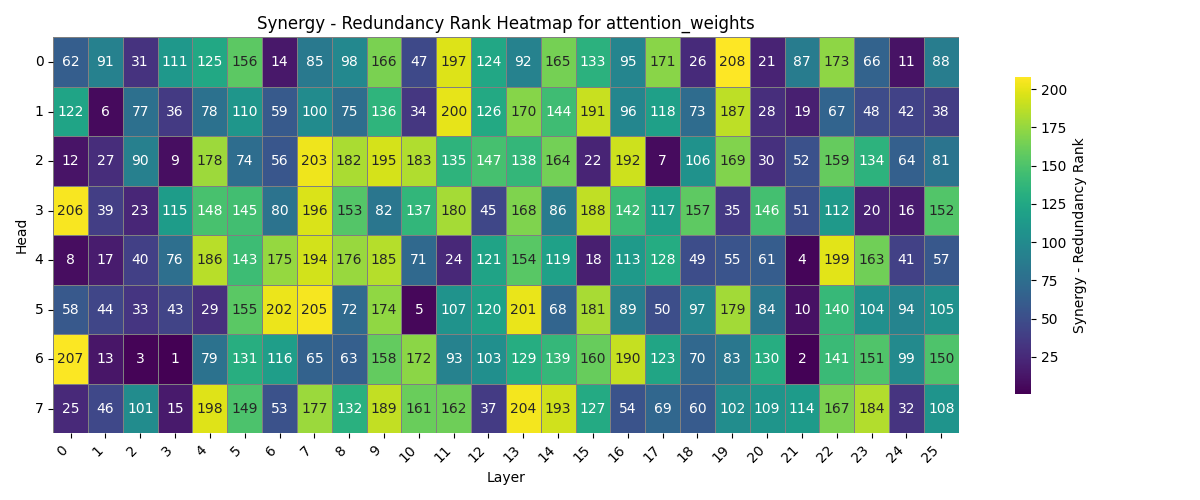 Synergy - Redundancy Rank Heatmap for attention_weights
0 62 91 31 111 125 156 14 85 98 166 47 197 124 92 165 133 95 171 26 208 21 87 173 66 11 88
1 122 6 77 36 78 110 59 100 75 136 34 200 126 170 144 191 96 118 73 187 28 19 67 48 42 38
2 12 27 90 9 178 74 56 203 182 195 183 135 147 138 164 22 192 7 106 169 30 52 159 134 64 81
3 206 39 23 115 148 145 80 196 153 82 137 180 45 168 86 188 142 117 157 35 146 51 112 20 16 152
4 8 17 40 76 186 143 175 194 176 185 71 24 121 154 119 18 113 128 49 55 61 4 199 163 41 57
5 58 44 33 43 29 155 202 205 72 174 5 107 120 201 68 181 89 50 97 179 84 10 140 104 94 105
6 207 13 3 1 79 131 116 65 63 158 172 93 103 129 139 160 190 123 70 83 130 2 141 151 99 150
7 25 46 101 15 198 149 53 177 132 189 161 162 37 204 193 127 54 69 60 102 109 114 167 184 32 108
Head
0 1 2 3 4 5 6 7 8 9 10 11 12 13 14 15 16 17 18 19 20 21 22 23 24 25
Layer
200
175
150
125
100
75
50
25
Synergy - Redundancy Rank